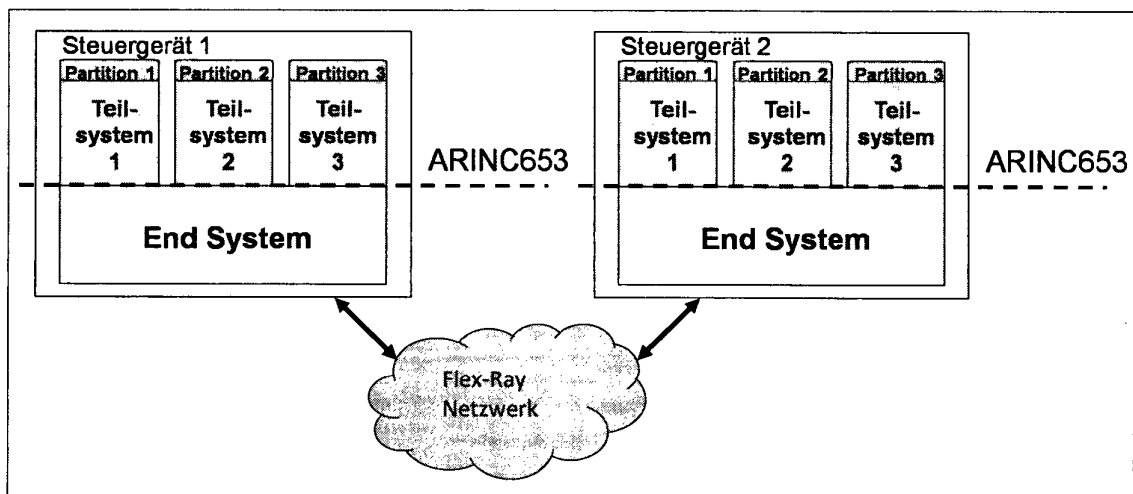 Steuergerät 1
Partition 1 Partition 2 Partition 3
Teil- Teil- Teil-
system system system
1 2 3
ARINC653
End System
Steuergerät 2
Partition 1 Partition 2 Partition 3
Teil- Teil- Teil-
system system system
1 2 3
ARINC653
End System
Flex-Ray
Netzwerk